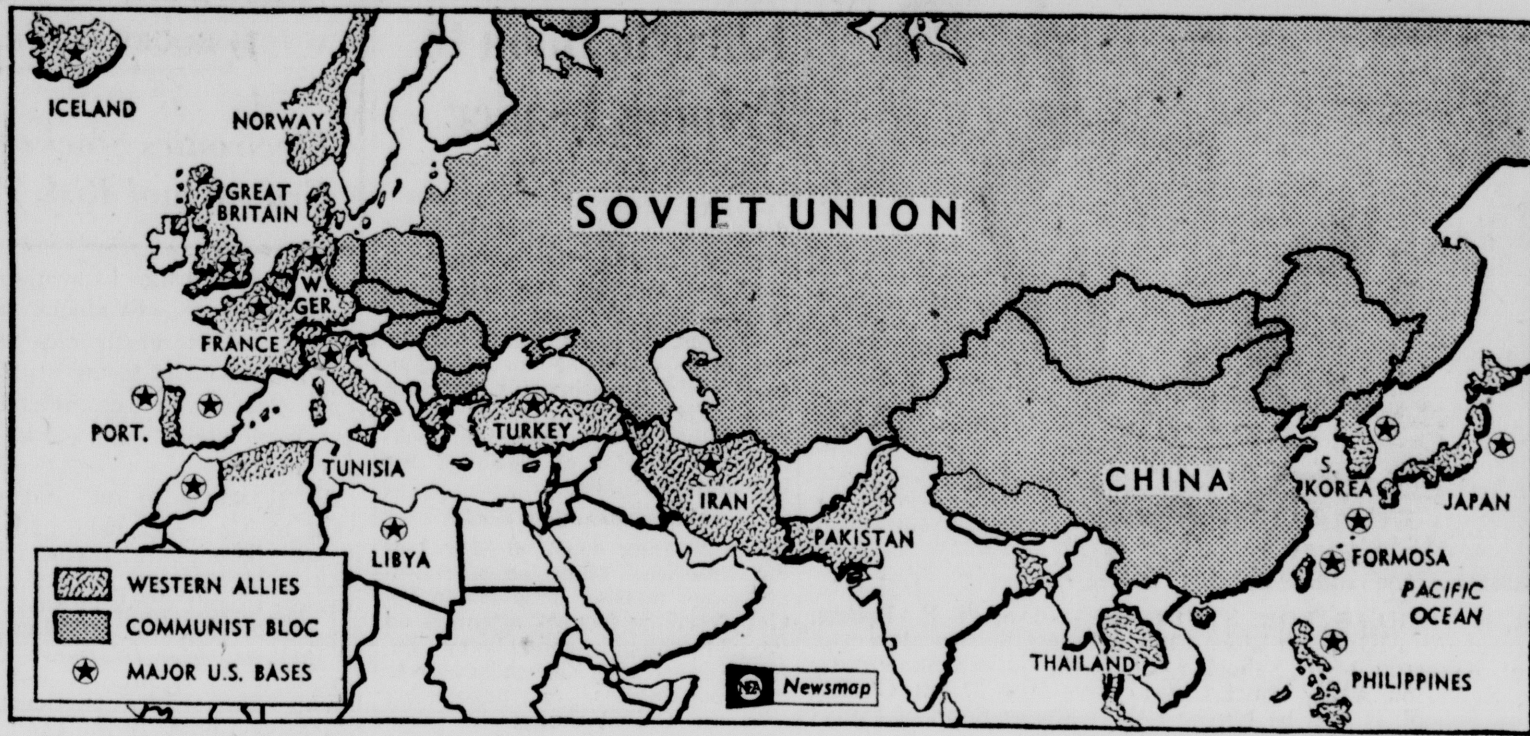 ICELAND
NORWAY
GREAT
BRITAIN
SOVIET UNION
W.
GER.
FRANCE
PORT.
TURKEY
TUNISIA
IRAN
CHINA
S.
KOREA
JAPAN
PAKISTAN
LIBYA
FORMOSA
PACIFIC
OCEAN
THAILAND
PHILIPPINES
WESTERN ALLIES
COMMUNIST BLOC
MAJOR U.S. BASES
NEA Newsmap